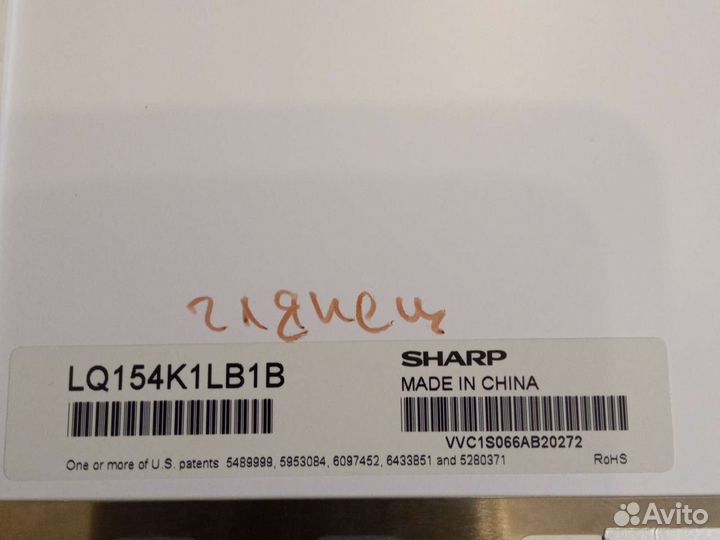 глянец
LQ154K1LB1B
SHARP
MADE IN CHINA
VVC1S066AB20272
One or more of U.S. patents 5489999, 5953084, 6097452, 6433851 and 5280371
RoHS
Avito